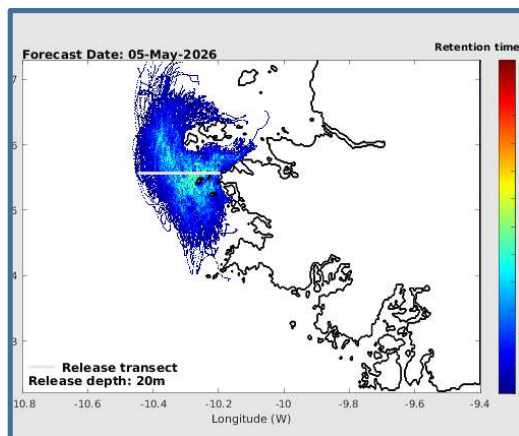 Retention time
Forecast Date: 05-May-2026
7
6
5
4
3
Release transect
Release depth: 20m
10.8 -10.6 -10.4 -10.2 -10 -9.8 -9.6 -9.4
Longitude (W)